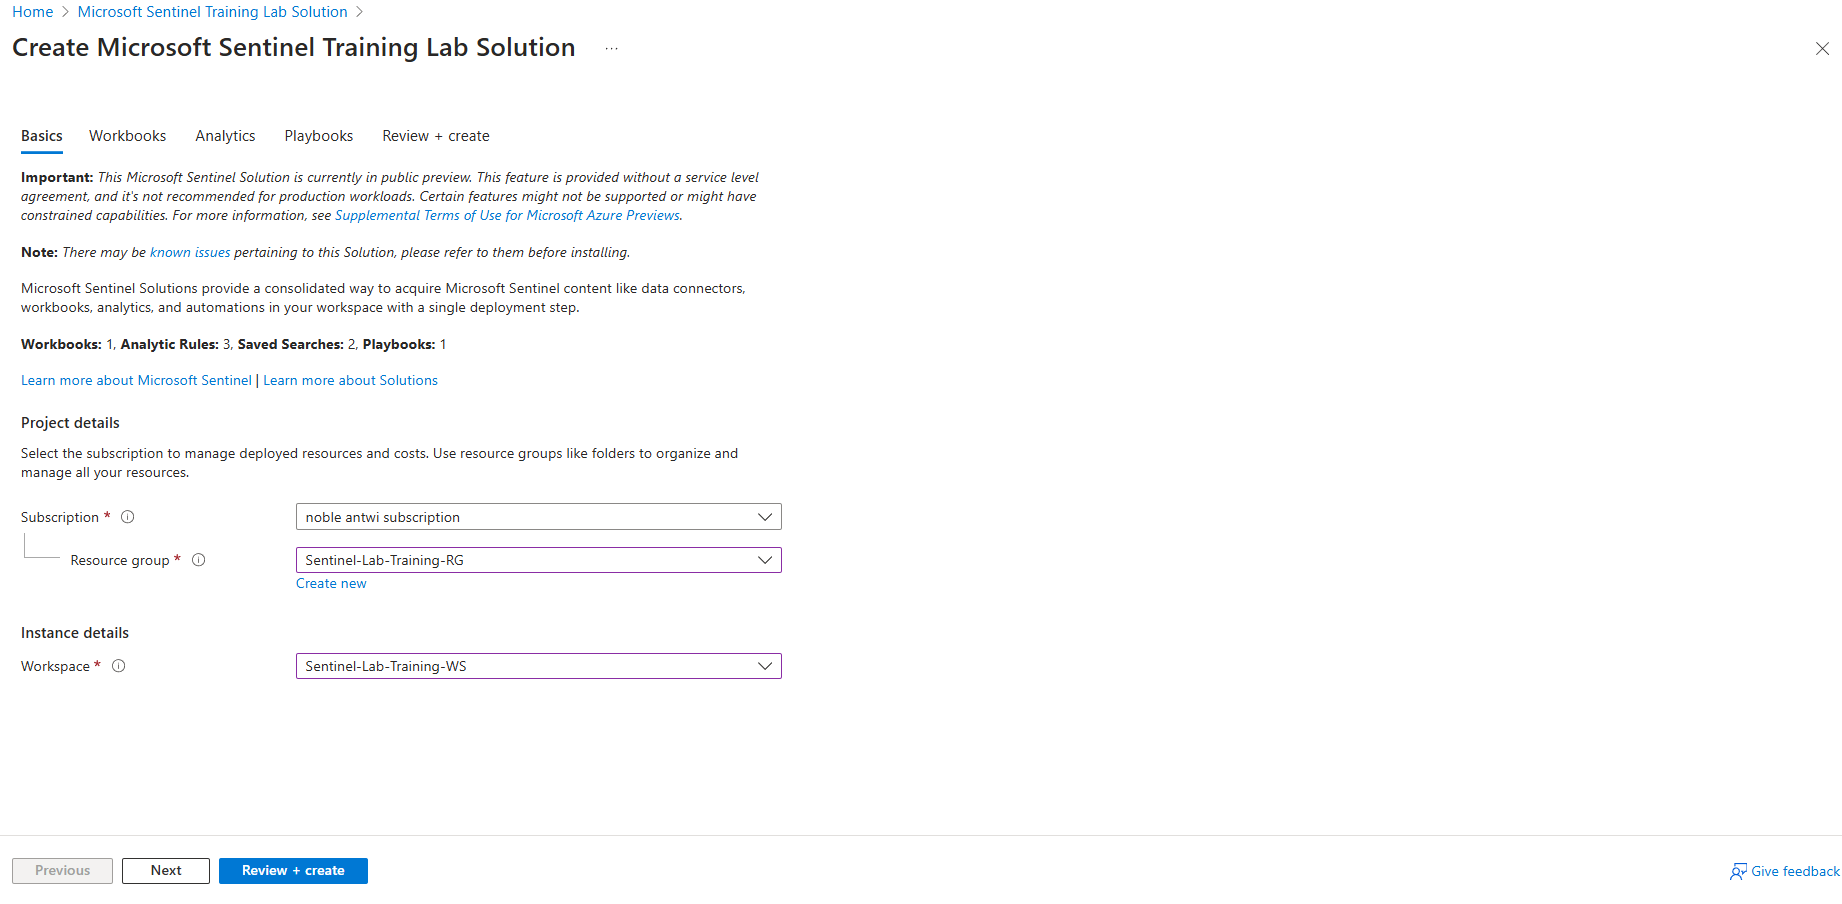 Home > Microsoft Sentinel Training Lab Solution >
Create Microsoft Sentinel Training Lab Solution ...
Basics Workbooks Analytics Playbooks Review + create
Important: This Microsoft Sentinel Solution is currently in public preview. This feature is provided without a service level
agreement, and it's not recommended for production workloads. Certain features might not be supported or might have
constrained capabilities. For more information, see Supplemental Terms of Use for Microsoft Azure Previews.
Note: There may be known issues pertaining to this Solution, please refer to them before installing.
Microsoft Sentinel Solutions provide a consolidated way to acquire Microsoft Sentinel content like data connectors,
workbooks, analytics, and automations in your workspace with a single deployment step.
Workbooks: 1, Analytic Rules: 3, Saved Searches: 2, Playbooks: 1
Learn more about Microsoft Sentinel | Learn more about Solutions
Project details
Select the subscription to manage deployed resources and costs. Use resource groups like folders to organize and
manage all your resources.
Subscription * noble antwi subscription
Resource group * Sentinel-Lab-Training-RG
Create new
Instance details
Workspace * Sentinel-Lab-Training-WS
Previous Next Review + create Give feedback